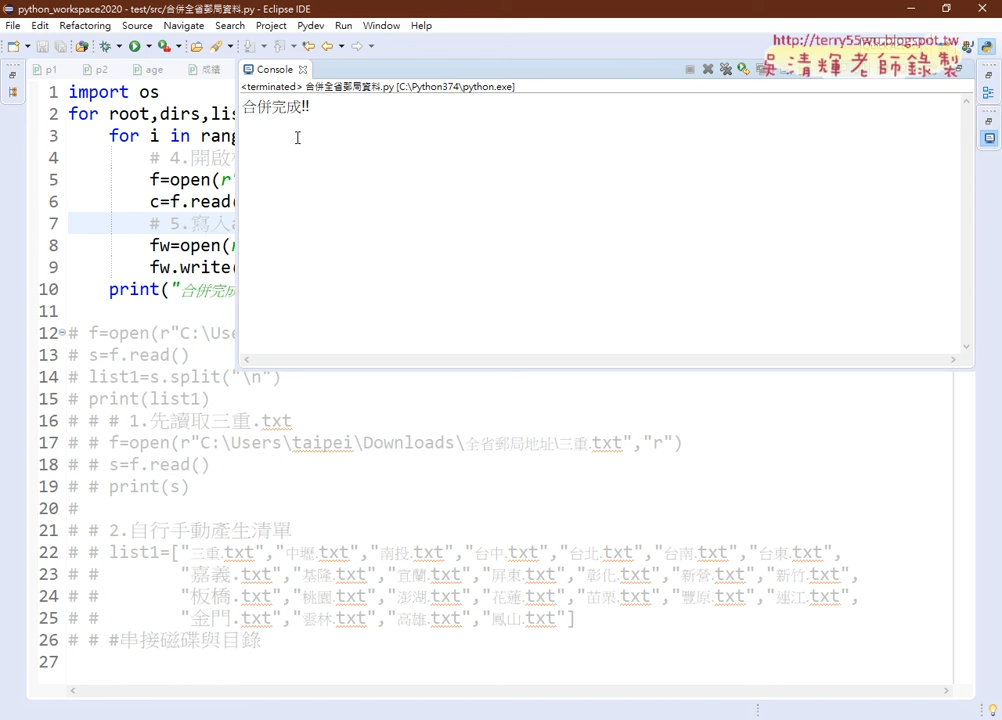 python_workspace2020 - test/src/合併全省郵局資料.py - Eclipse IDE
File Edit Refactoring Source Navigate Search Project Pydev Run Window Help
http://terry55wu.blogspot.tw
吳清輝老師錄製
p1 p2 age 成績 Console
<terminated> 合併全省郵局資料.py [C:\Python374\python.exe]
合併完成!!
1 import os
2 for root,dirs,lis
3 for i in rang
4 # 4.開啟
5 f=open(r
6 c=f.read(
7 # 5.寫入a
8 fw=open(r
9 fw.write(
10 print("合併完成
11
12 # f=open(r"C:\Use
13 # s=f.read()
14 # list1=s.split("\n")
15 # print(list1)
16 # # # 1.先讀取三重.txt
17 # # f=open(r"C:\Users\taipei\Downloads\全省郵局地址\三重.txt","r")
18 # # s=f.read()
19 # # print(s)
20 #
21 # # 2.自行手動產生清單
22 # # list1=["三重.txt","中壢.txt","南投.txt","台中.txt","台北.txt","台南.txt","台東.txt",
23 # # "嘉義.txt","基隆.txt","宜蘭.txt","屏東.txt","彰化.txt","新營.txt","新竹.txt",
24 # # "板橋.txt","桃園.txt","澎湖.txt","花蓮.txt","苗栗.txt","豐原.txt","連江.txt",
25 # # "金門.txt","雲林.txt","高雄.txt","鳳山.txt"]
26 # # #串接磁碟與目錄
27